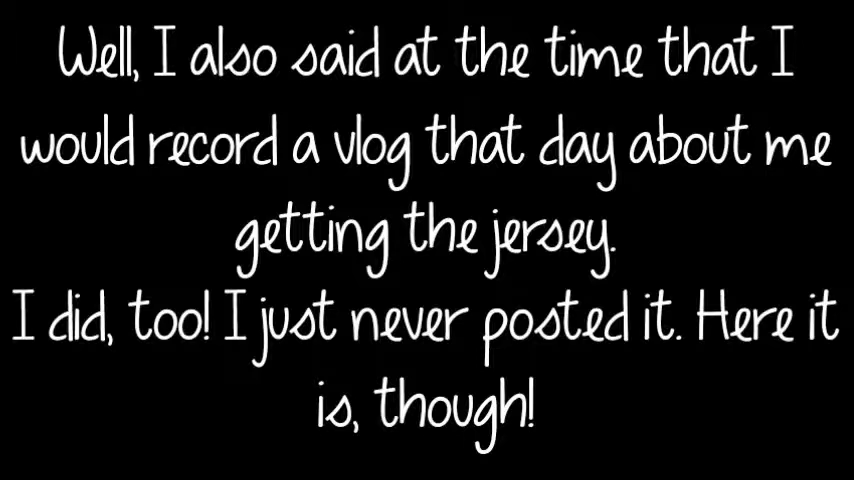 Well, I also said at the time that I
would record a vlog that day about me
getting the jersey.
I did, too! I just never posted it. Here it
is, though!